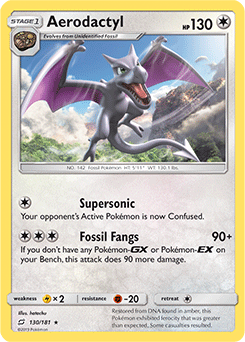 STAGE 1 Aerodactyl HP 130
Evolves from Unidentified Fossil
NO. 142 Fossil Pokémon HT: 5'11" WT: 130.1 lbs.
Supersonic
Your opponent's Active Pokémon is now Confused.
Fossil Fangs 90+
If you don't have any Pokémon-GX or Pokémon-EX on
your Bench, this attack does 90 more damage.
weakness ×2 resistance -20 retreat
Illus. hatachu
130/181 ★
Restored from DNA found in amber, this
Pokémon exhibited ferocity that was greater
than expected. Some casualties resulted.